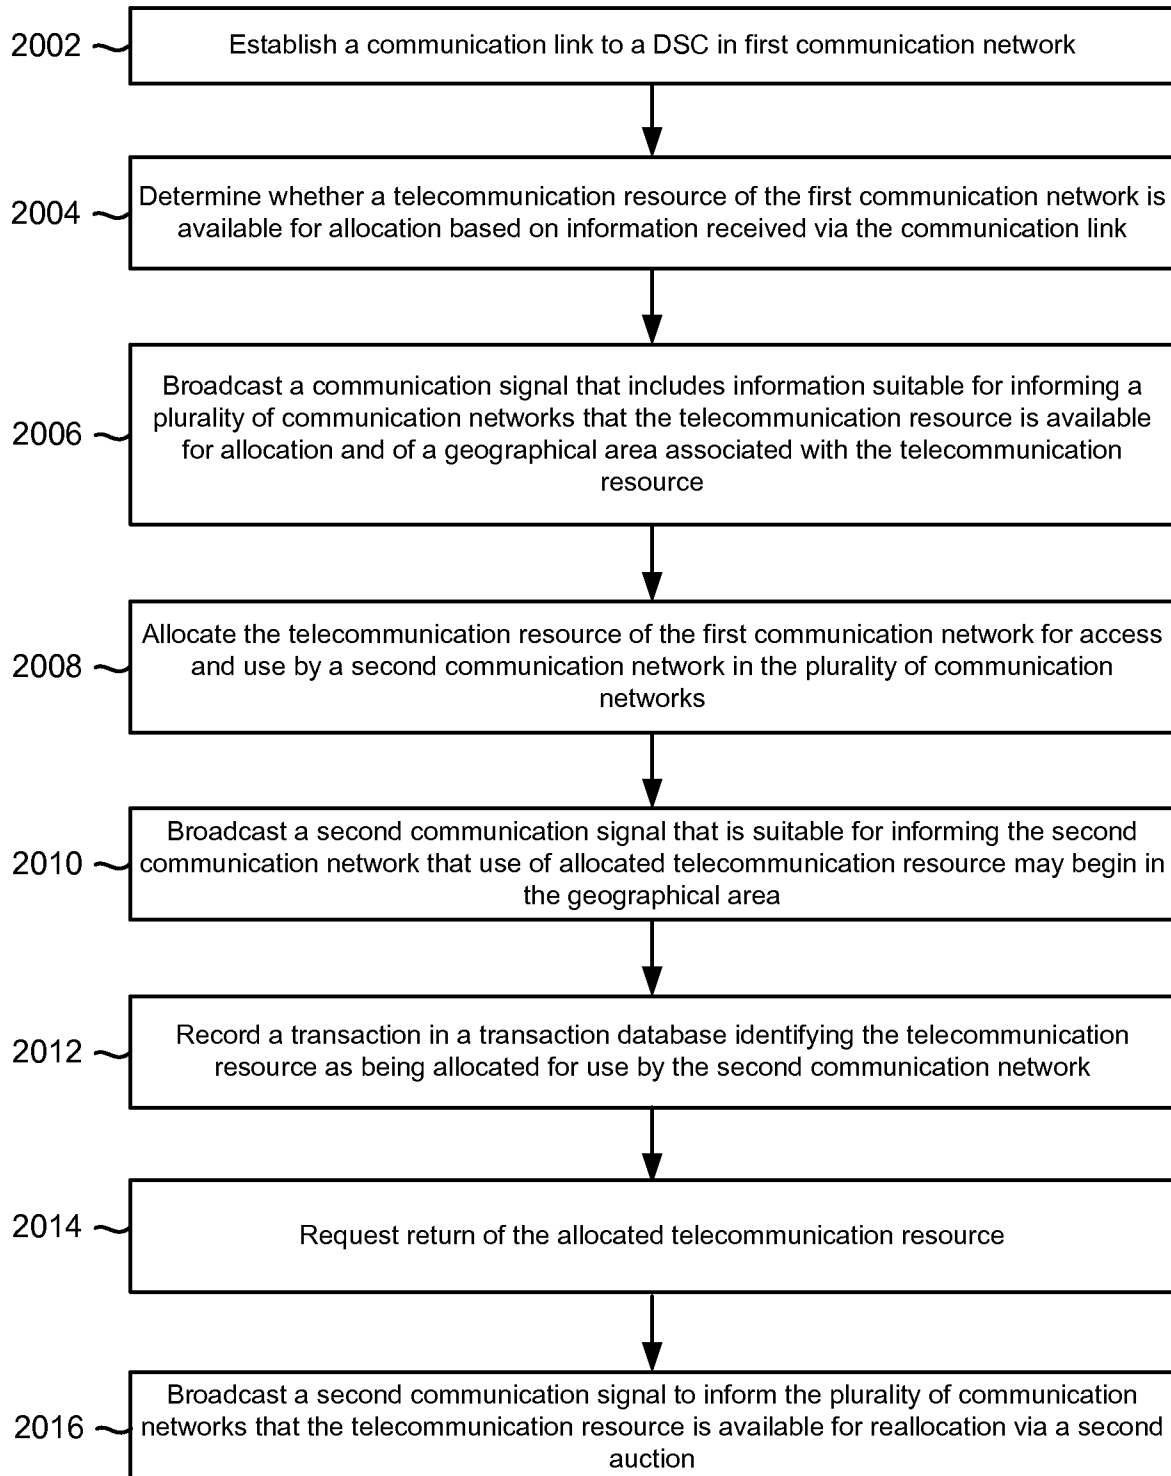 2002
Establish a communication link to a DSC in first communication network
2004
Determine whether a telecommunication resource of the first communication network is
available for allocation based on information received via the communication link
2006
Broadcast a communication signal that includes information suitable for informing a
plurality of communication networks that the telecommunication resource is available
for allocation and of a geographical area associated with the telecommunication
resource
2008
Allocate the telecommunication resource of the first communication network for access
and use by a second communication network in the plurality of communication
networks
2010
Broadcast a second communication signal that is suitable for informing the second
communication network that use of allocated telecommunication resource may begin in
the geographical area
2012
Record a transaction in a transaction database identifying the telecommunication
resource as being allocated for use by the second communication network
2014
Request return of the allocated telecommunication resource
2016
Broadcast a second communication signal to inform the plurality of communication
networks that the telecommunication resource is available for reallocation via a second
auction